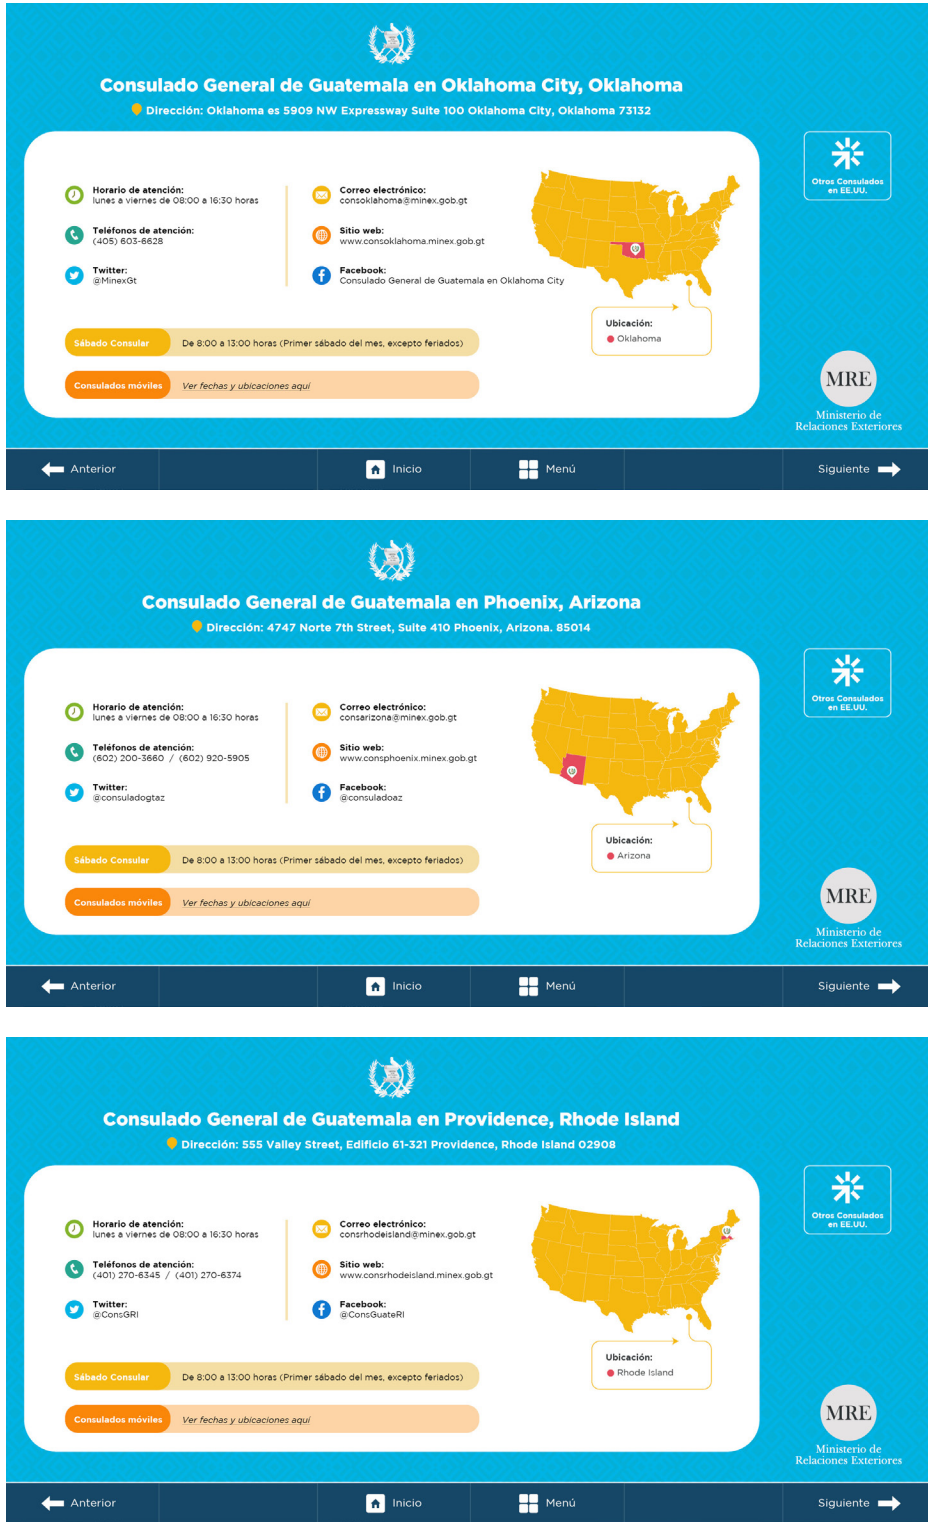 Consulado General de Guatemala en Oklahoma City, Oklahoma
Dirección: Oklahoma es 5909 NW Expressway Suite 100 Oklahoma City, Oklahoma 73132
Horario de atención:
lunes a viernes de 08:00 a 16:30 horas
Teléfonos de atención:
(405) 603-6628
Twitter:
@MinexGt
Correo electrónico:
consoklahoma@minex.gob.gt
Sitio web:
www.consoklahoma.minex.gob.gt
Facebook:
Consulado General de Guatemala en Oklahoma City
Ubicación:
Oklahoma
Sábado Consular De 8:00 a 13:00 horas (Primer sábado del mes, excepto feriados)
Consulados móviles Ver fechas y ubicaciones aquí
Otros Consulados
en EE.UU.
MRE
Ministerio de
Relaciones Exteriores
Anterior Inicio Menú Siguiente
Consulado General de Guatemala en Phoenix, Arizona
Dirección: 4747 Norte 7th Street, Suite 410 Phoenix, Arizona. 85014
Horario de atención:
lunes a viernes de 08:00 a 16:30 horas
Teléfonos de atención:
(602) 200-3660 / (602) 920-5905
Twitter:
@consuladogtaz
Correo electrónico:
consarizona@minex.gob.gt
Sitio web:
www.consphoenix.minex.gob.gt
Facebook:
@consuladoaz
Ubicación:
Arizona
Sábado Consular De 8:00 a 13:00 horas (Primer sábado del mes, excepto feriados)
Consulados móviles Ver fechas y ubicaciones aquí
Otros Consulados
en EE.UU.
MRE
Ministerio de
Relaciones Exteriores
Anterior Inicio Menú Siguiente
Consulado General de Guatemala en Providence, Rhode Island
Dirección: 555 Valley Street, Edificio 61-321 Providence, Rhode Island 02908
Horario de atención:
lunes a viernes de 08:00 a 16:30 horas
Teléfonos de atención:
(401) 270-6345 / (401) 270-6374
Twitter:
@ConsGRI
Correo electrónico:
consrhodeisland@minex.gob.gt
Sitio web:
www.consrhodeisland.minex.gob.gt
Facebook:
@ConsGuateRI
Ubicación:
Rhode Island
Sábado Consular De 8:00 a 13:00 horas (Primer sábado del mes, excepto feriados)
Consulados móviles Ver fechas y ubicaciones aquí
Otros Consulados
en EE.UU.
MRE
Ministerio de
Relaciones Exteriores
Anterior Inicio Menú Siguiente